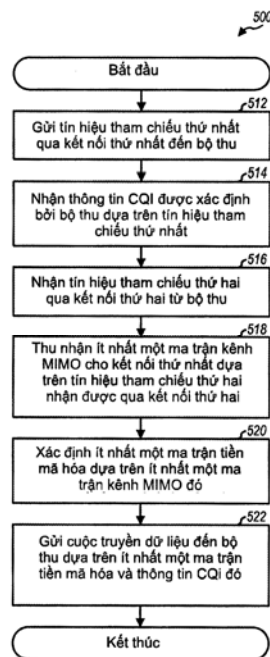 500
Bắt đầu
512
Gửi tín hiệu tham chiếu thứ nhất
qua kết nối thứ nhất đến bộ thu
514
Nhận thông tin CQI được xác định
bởi bộ thu dựa trên tín hiệu tham
chiếu thứ nhất
516
Nhận tín hiệu tham chiếu thứ hai
qua kết nối thứ hai từ bộ thu
518
Thu nhận ít nhất một ma trận kênh
MIMO cho kết nối thứ nhất dựa
trên tín hiệu tham chiếu thứ hai
nhận được qua kết nối thứ hai
520
Xác định ít nhất một ma trận tiền
mã hóa dựa trên ít nhất một ma
trận kênh MIMO đó
522
Gửi cuộc truyền dữ liệu đến bộ
thu dựa trên ít nhất một ma trận
tiền mã hóa và thông tin CQi đó
Kết thúc